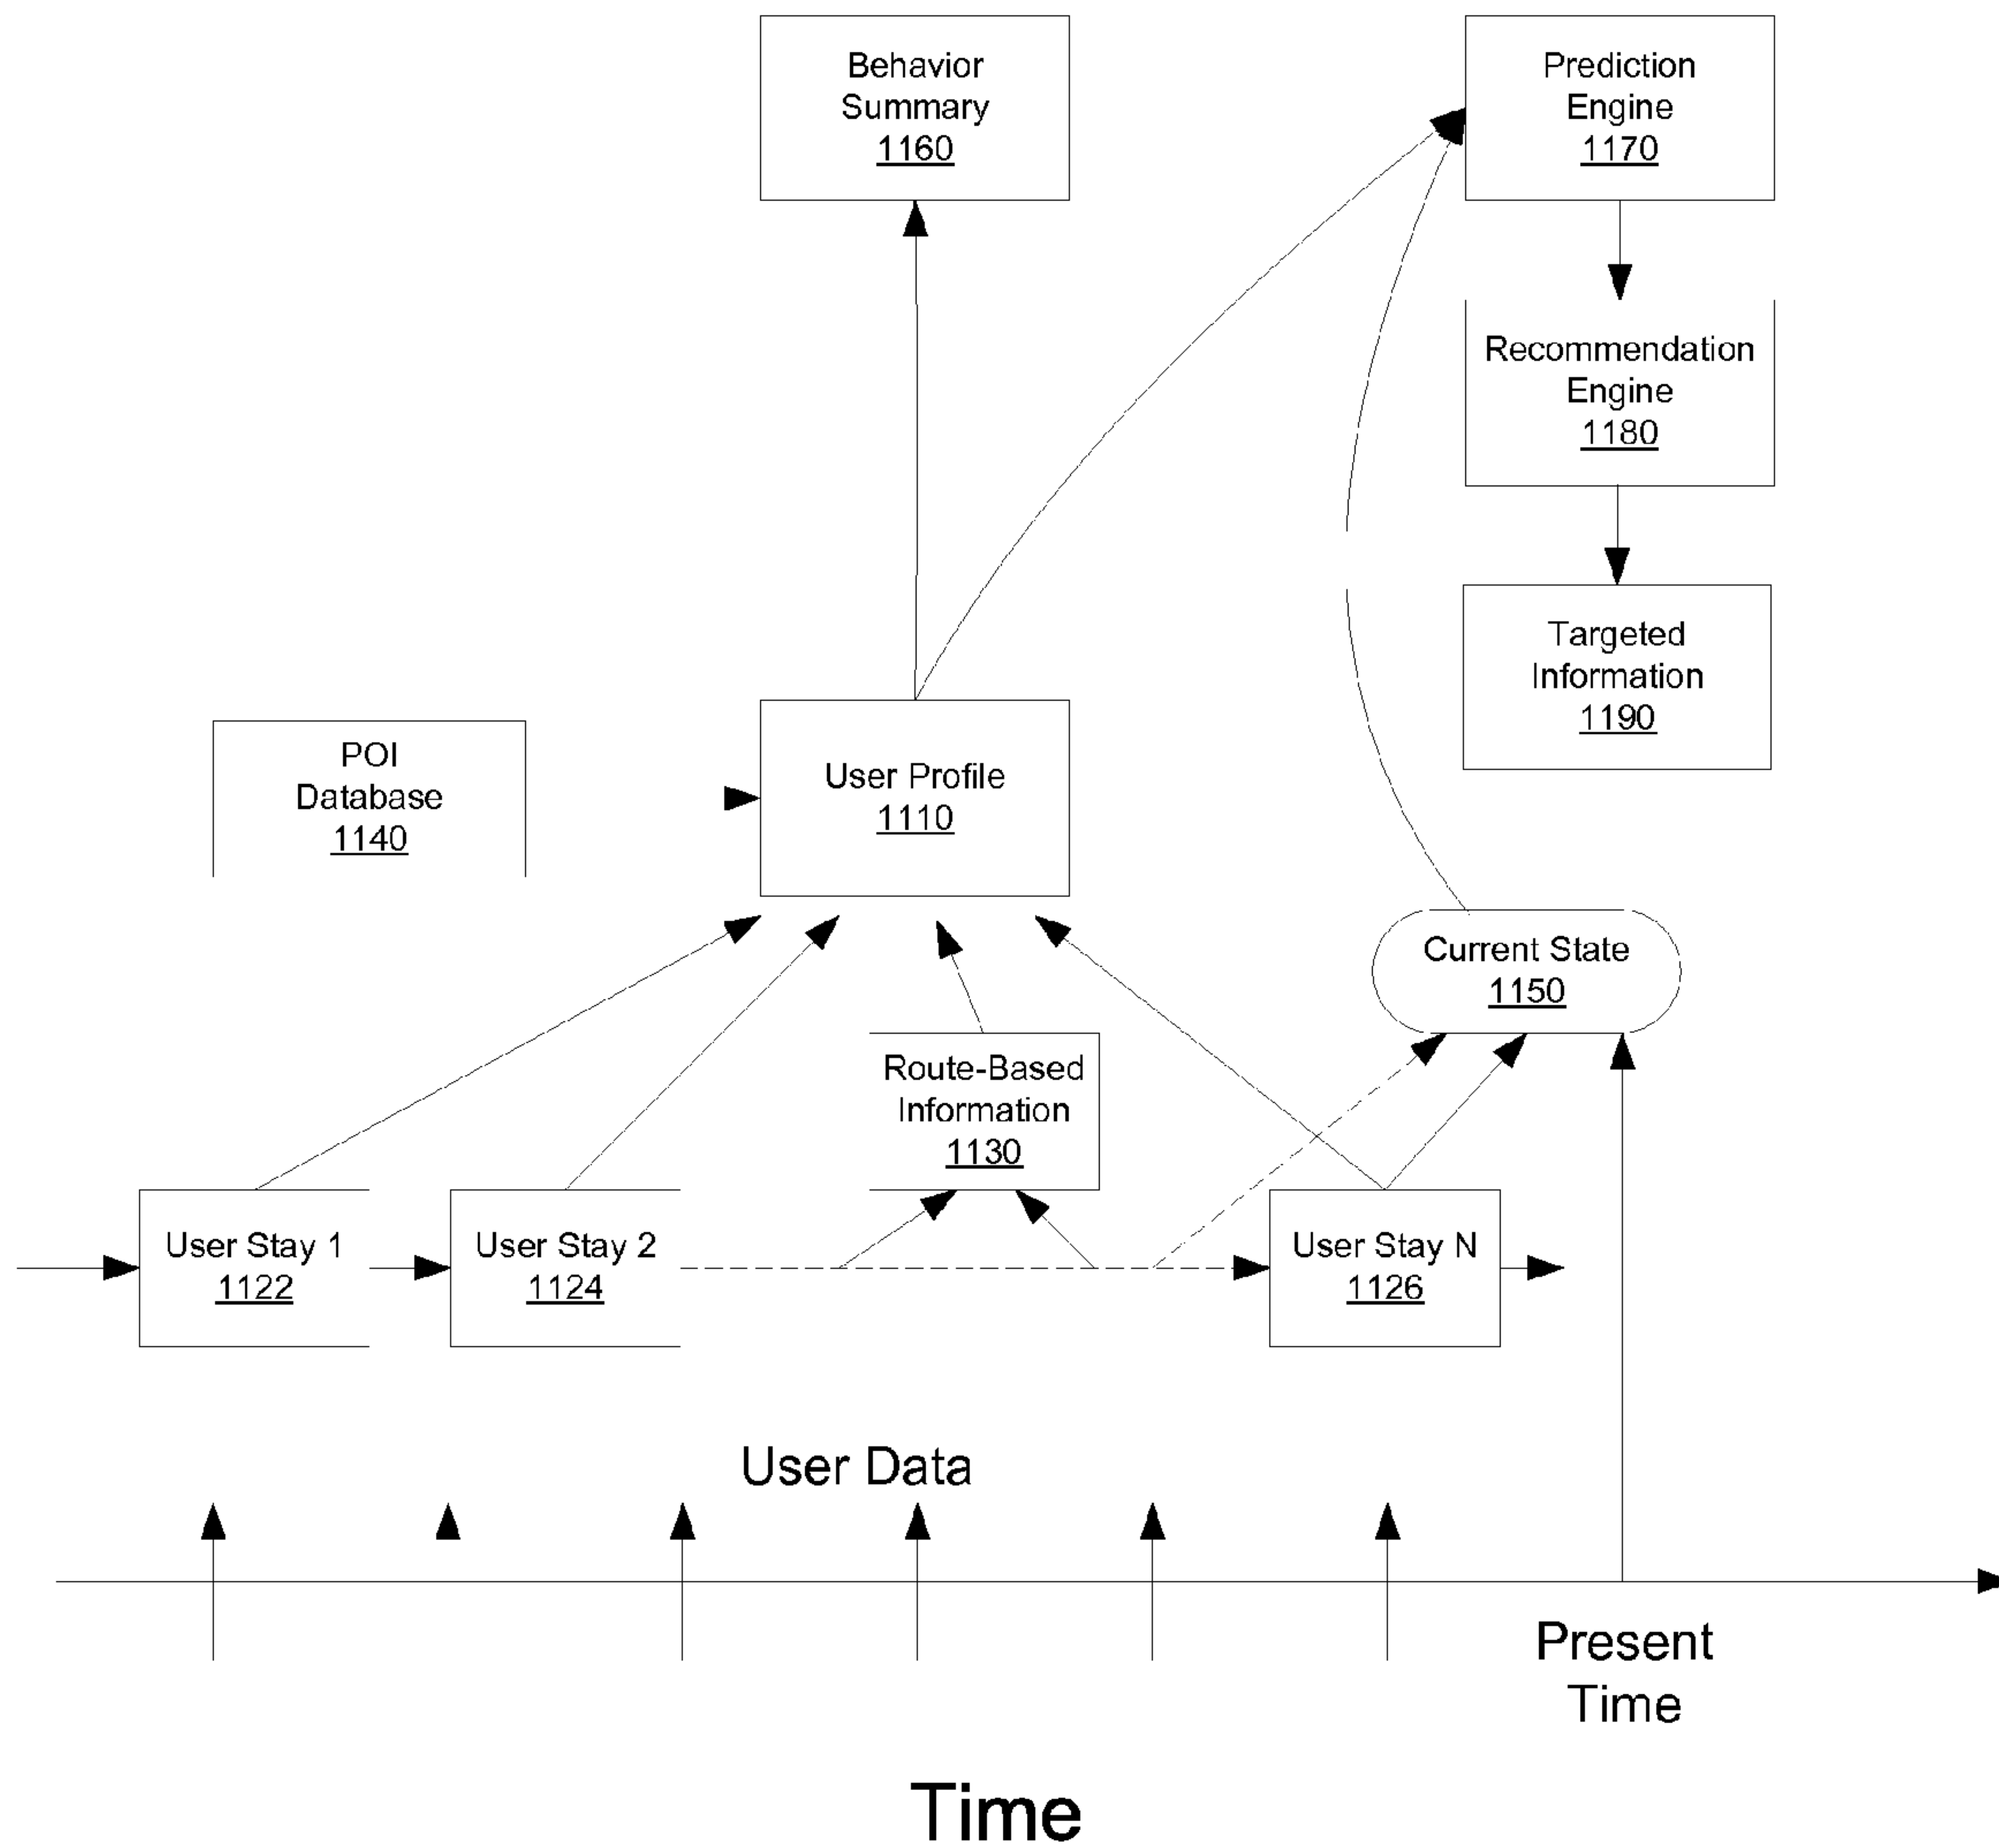 Behavior
Summary
1160
Prediction
Engine
1170
Recommendation
Engine
1180
Targeted
Information
1190
POI
Database
1140
User Profile
1110
Current State
1150
Route-Based
Information
1130
User Stay 1
1122
User Stay 2
1124
User Stay N
1126
User Data
Present
Time
Time